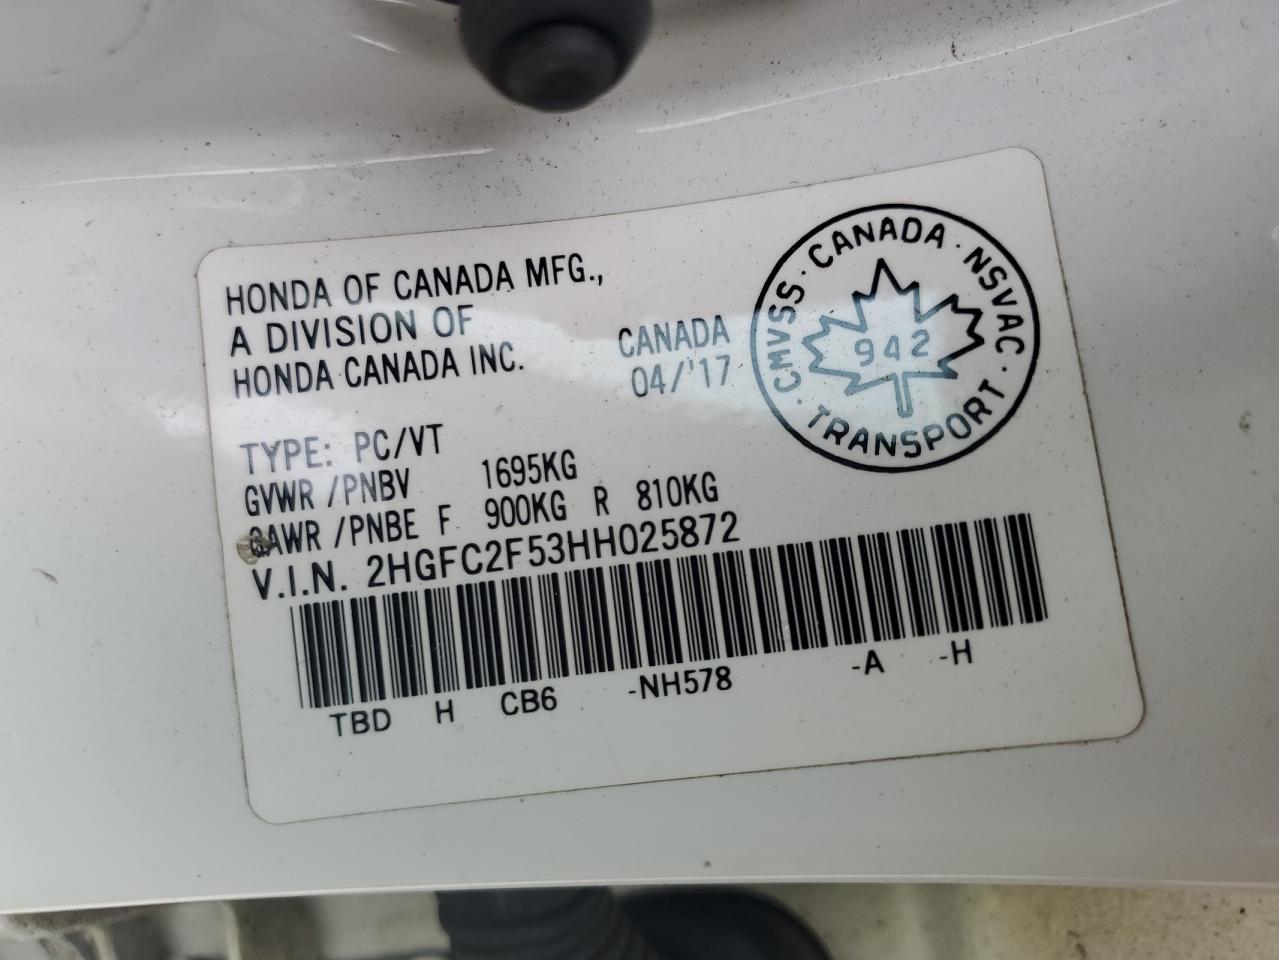 HONDA OF CANADA MFG.,
A DIVISION OF
HONDA CANADA INC.
CANADA
04/'17
CMVSS · CANADA · NSVAC · TRANSPORT ·
942
TYPE: PC/VT
GVWR /PNBV 1695KG
GAWR /PNBE F 900KG R 810KG
V.I.N. 2HGFC2F53HH025872
TBD H CB6 -NH578 -A -H